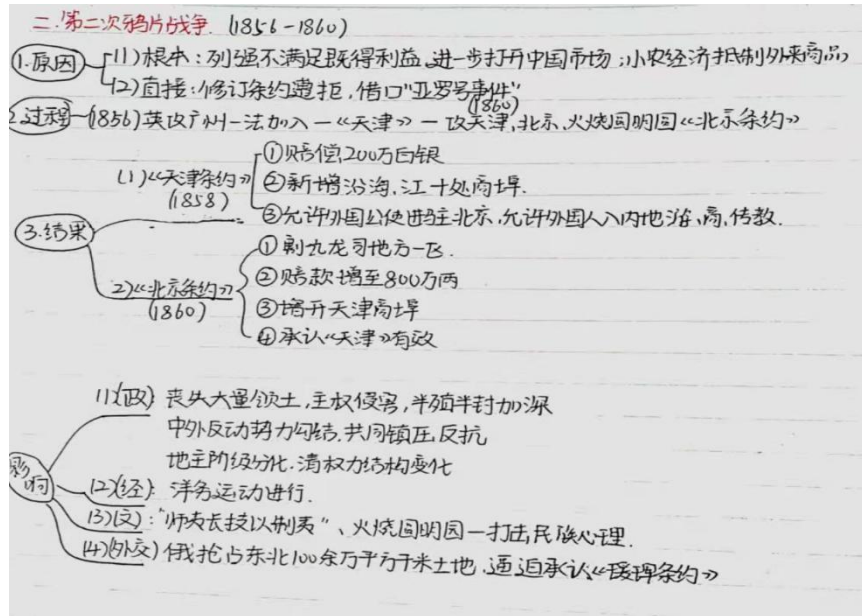 二.第二次鸦片战争.(1856-1860)
1.原因
(1)根本:列强不满足既得利益,进一步打开中国市场;小农经济抵制外来商品
(2)直接:修订条约遭拒,借口"亚罗号事件"
2.过程—(1856)英攻广州—法加入—《天津》—攻天津,北京、火烧圆明园《北京条约》
(1860)
3.结果
(1)《天津条约》
(1858)
①赔偿200万白银
②新增沿海,江十处商埠.
③允许外国公使进驻北京,允许外国人入内地游、商、传教.
2)《北京条约》
(1860)
①割九龙司地方一区.
②赔款增至800万两
③增开天津商埠
④承认《天津》有效
影响
(1)(政)丧失大量领土,主权侵害,半殖半封加深
中外反动势力勾结,共同镇压反抗
地主阶级分化.清权力结构变化
(2)(经):洋务运动进行.
(3)(文):"师夷长技以制夷"、火烧圆明园—打击民族心理.
(4)(外交)俄抢占东北100余万平方千米土地,逼迫承认《瑷珲条约》